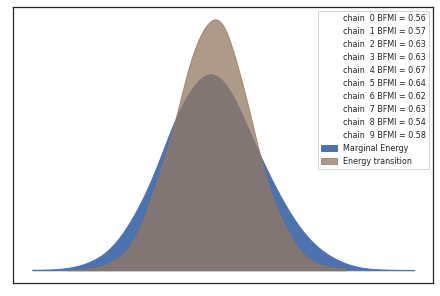 chain  0 BFMI = 0.56
chain  1 BFMI = 0.57
chain  2 BFMI = 0.63
chain  3 BFMI = 0.63
chain  4 BFMI = 0.67
chain  5 BFMI = 0.64
chain  6 BFMI = 0.62
chain  7 BFMI = 0.63
chain  8 BFMI = 0.54
chain  9 BFMI = 0.58
Marginal Energy
Energy transition